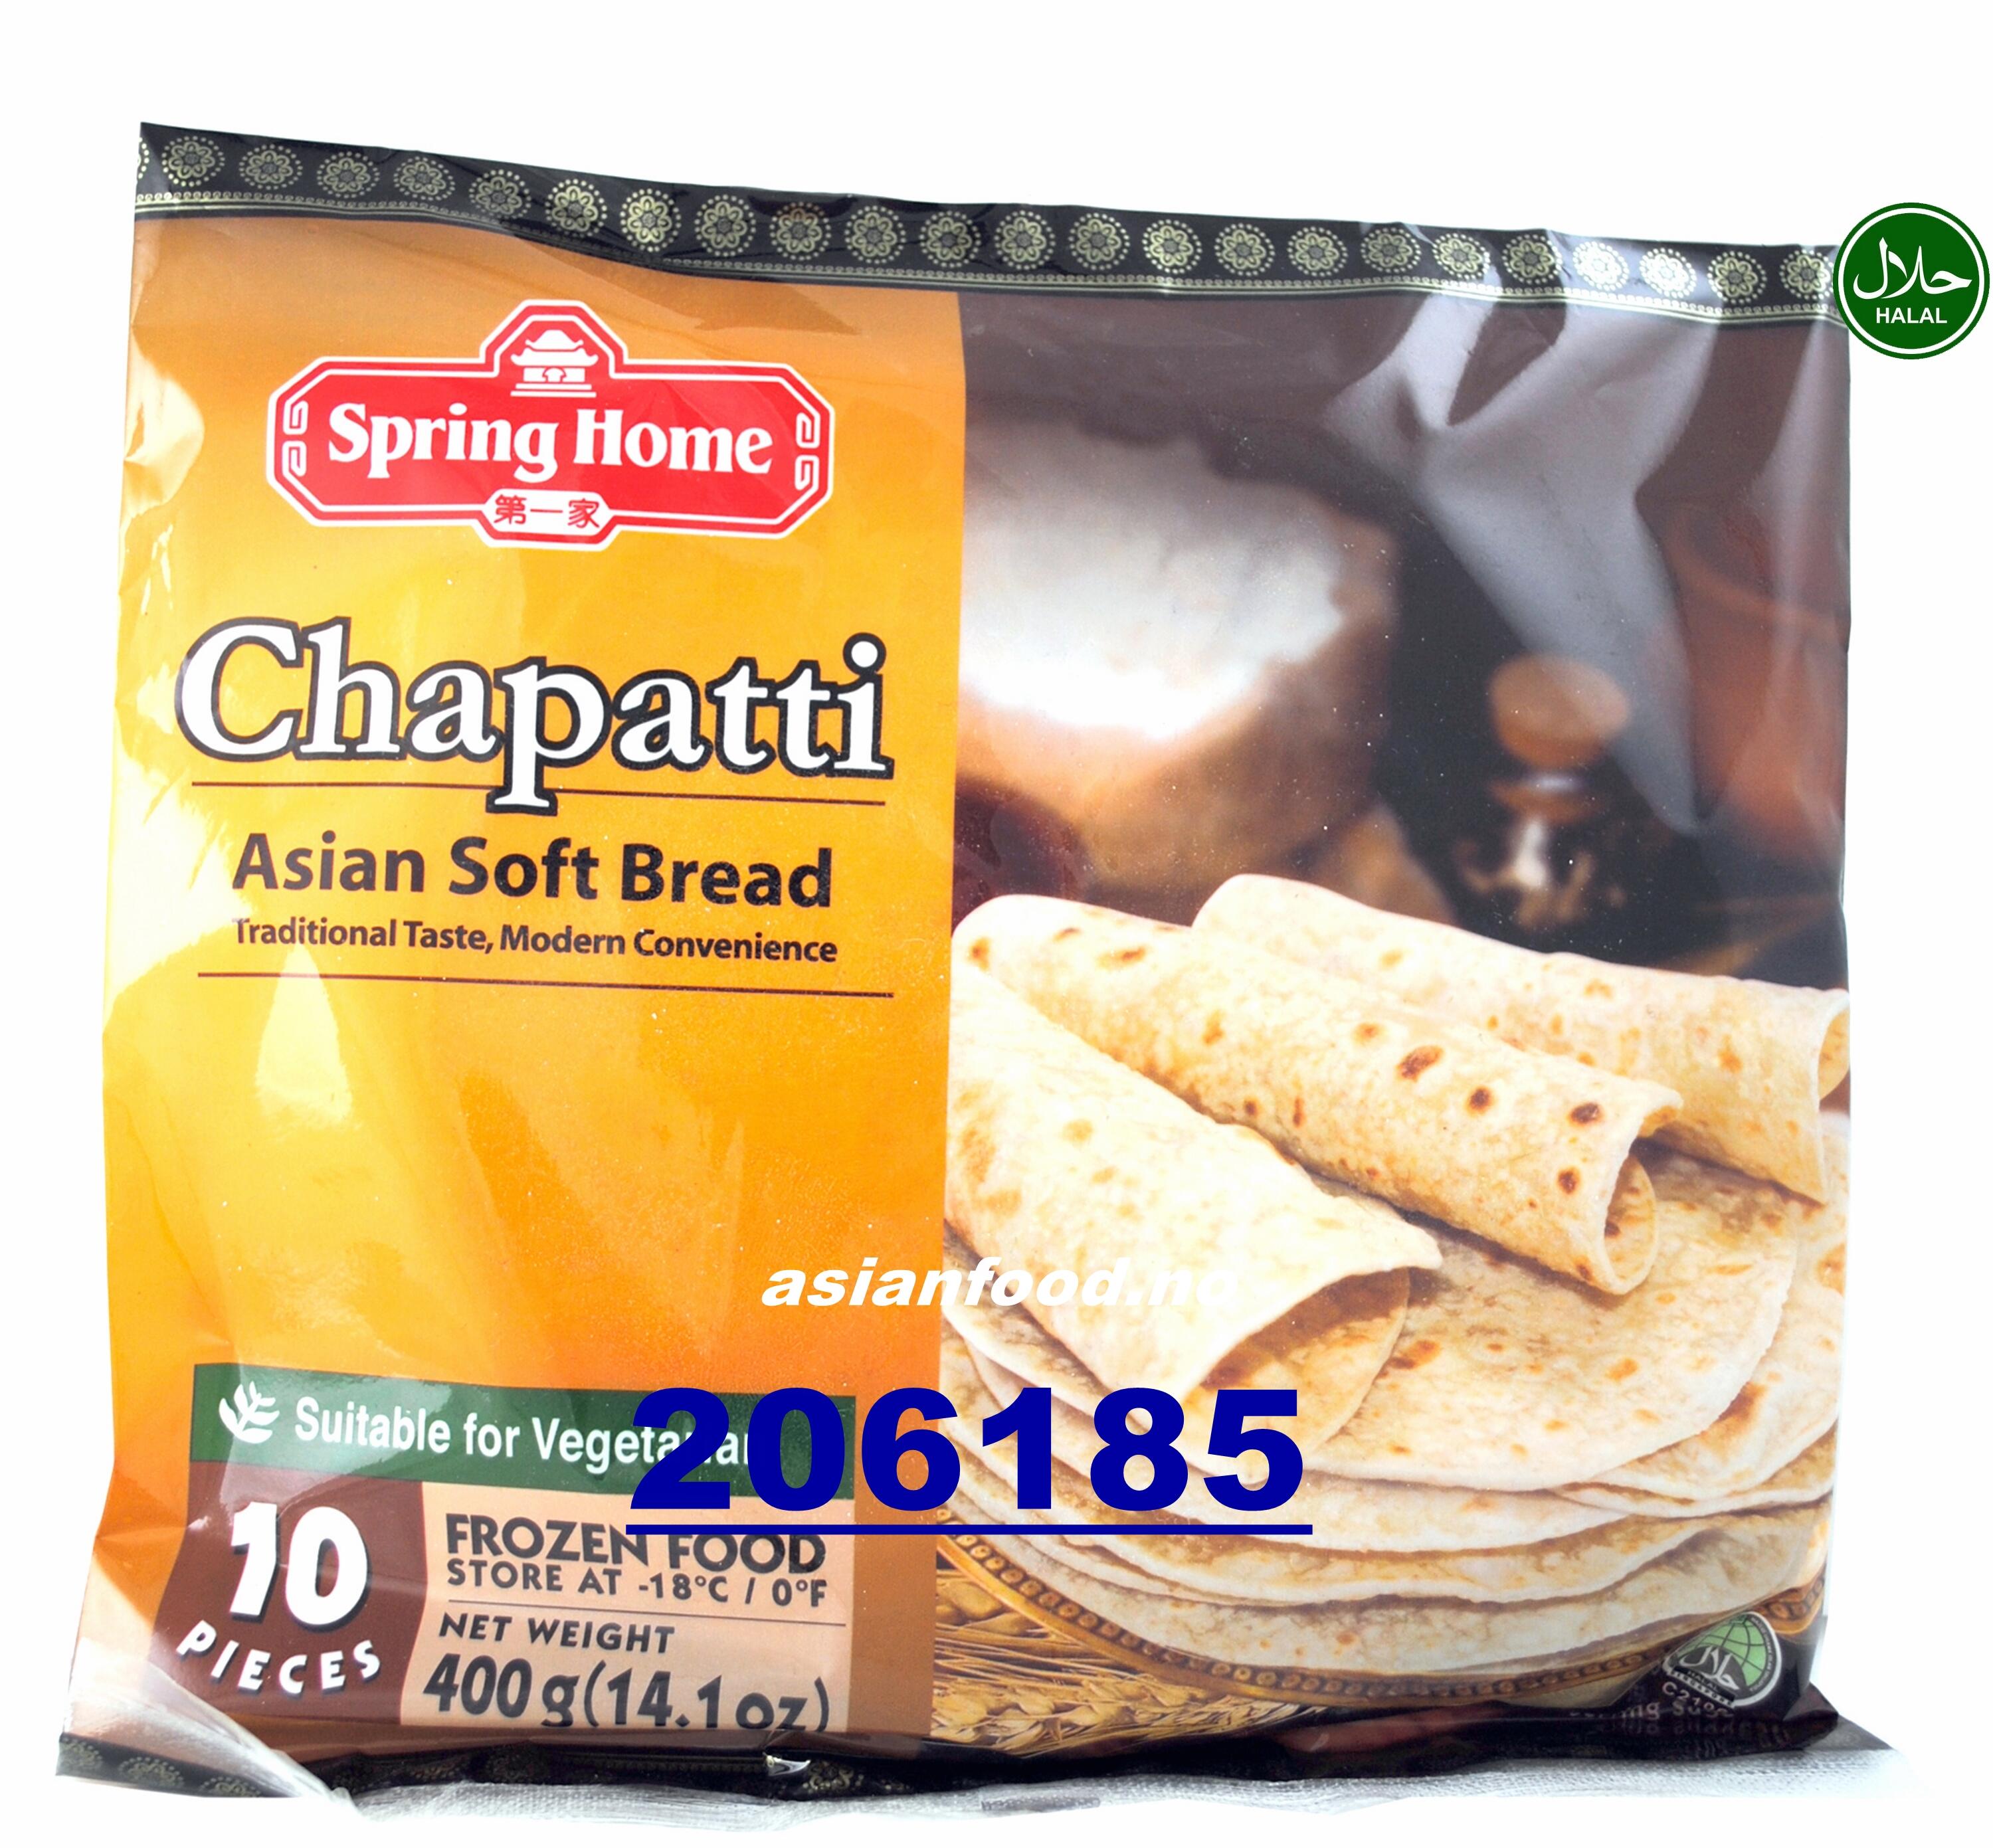 حلال
HALAL
Spring Home
第一家
Chapatti
Asian Soft Bread
Traditional Taste, Modern Convenience
asianfood.no
Suitable for
206185
10
PIECES
FROZEN FOOD
STORE AT -18°C / 0°F
NET WEIGHT
400g(14.1oz)
حلال